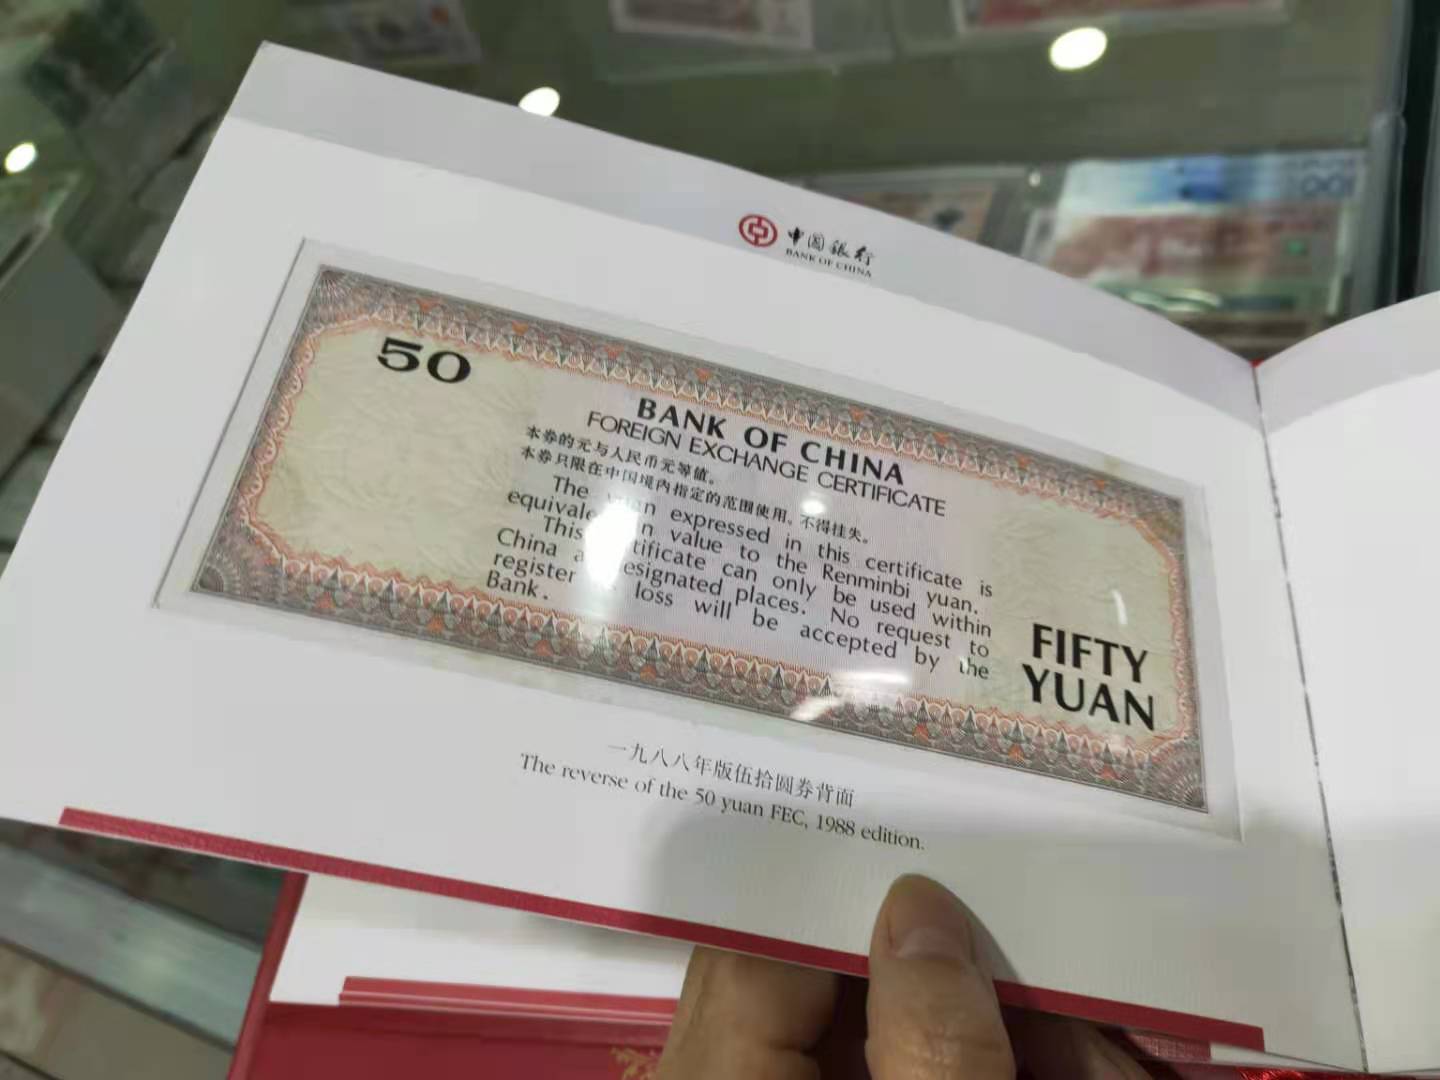 中国银行
BANK OF CHINA
50
BANK OF CHINA
FOREIGN EXCHANGE CERTIFICATE
本券的元与人民币元等值。
本券只限在中国境内指定的范围使用。不得挂失。
The expressed in this certificate is
in value to the Renminbi yuan.
This certificate can only be used within
China designated places. No request to
register loss will be accepted by the
Bank.
FIFTY
YUAN
一九八八年版伍拾圆券背面
The reverse of the 50 yuan FEC, 1988 edition.